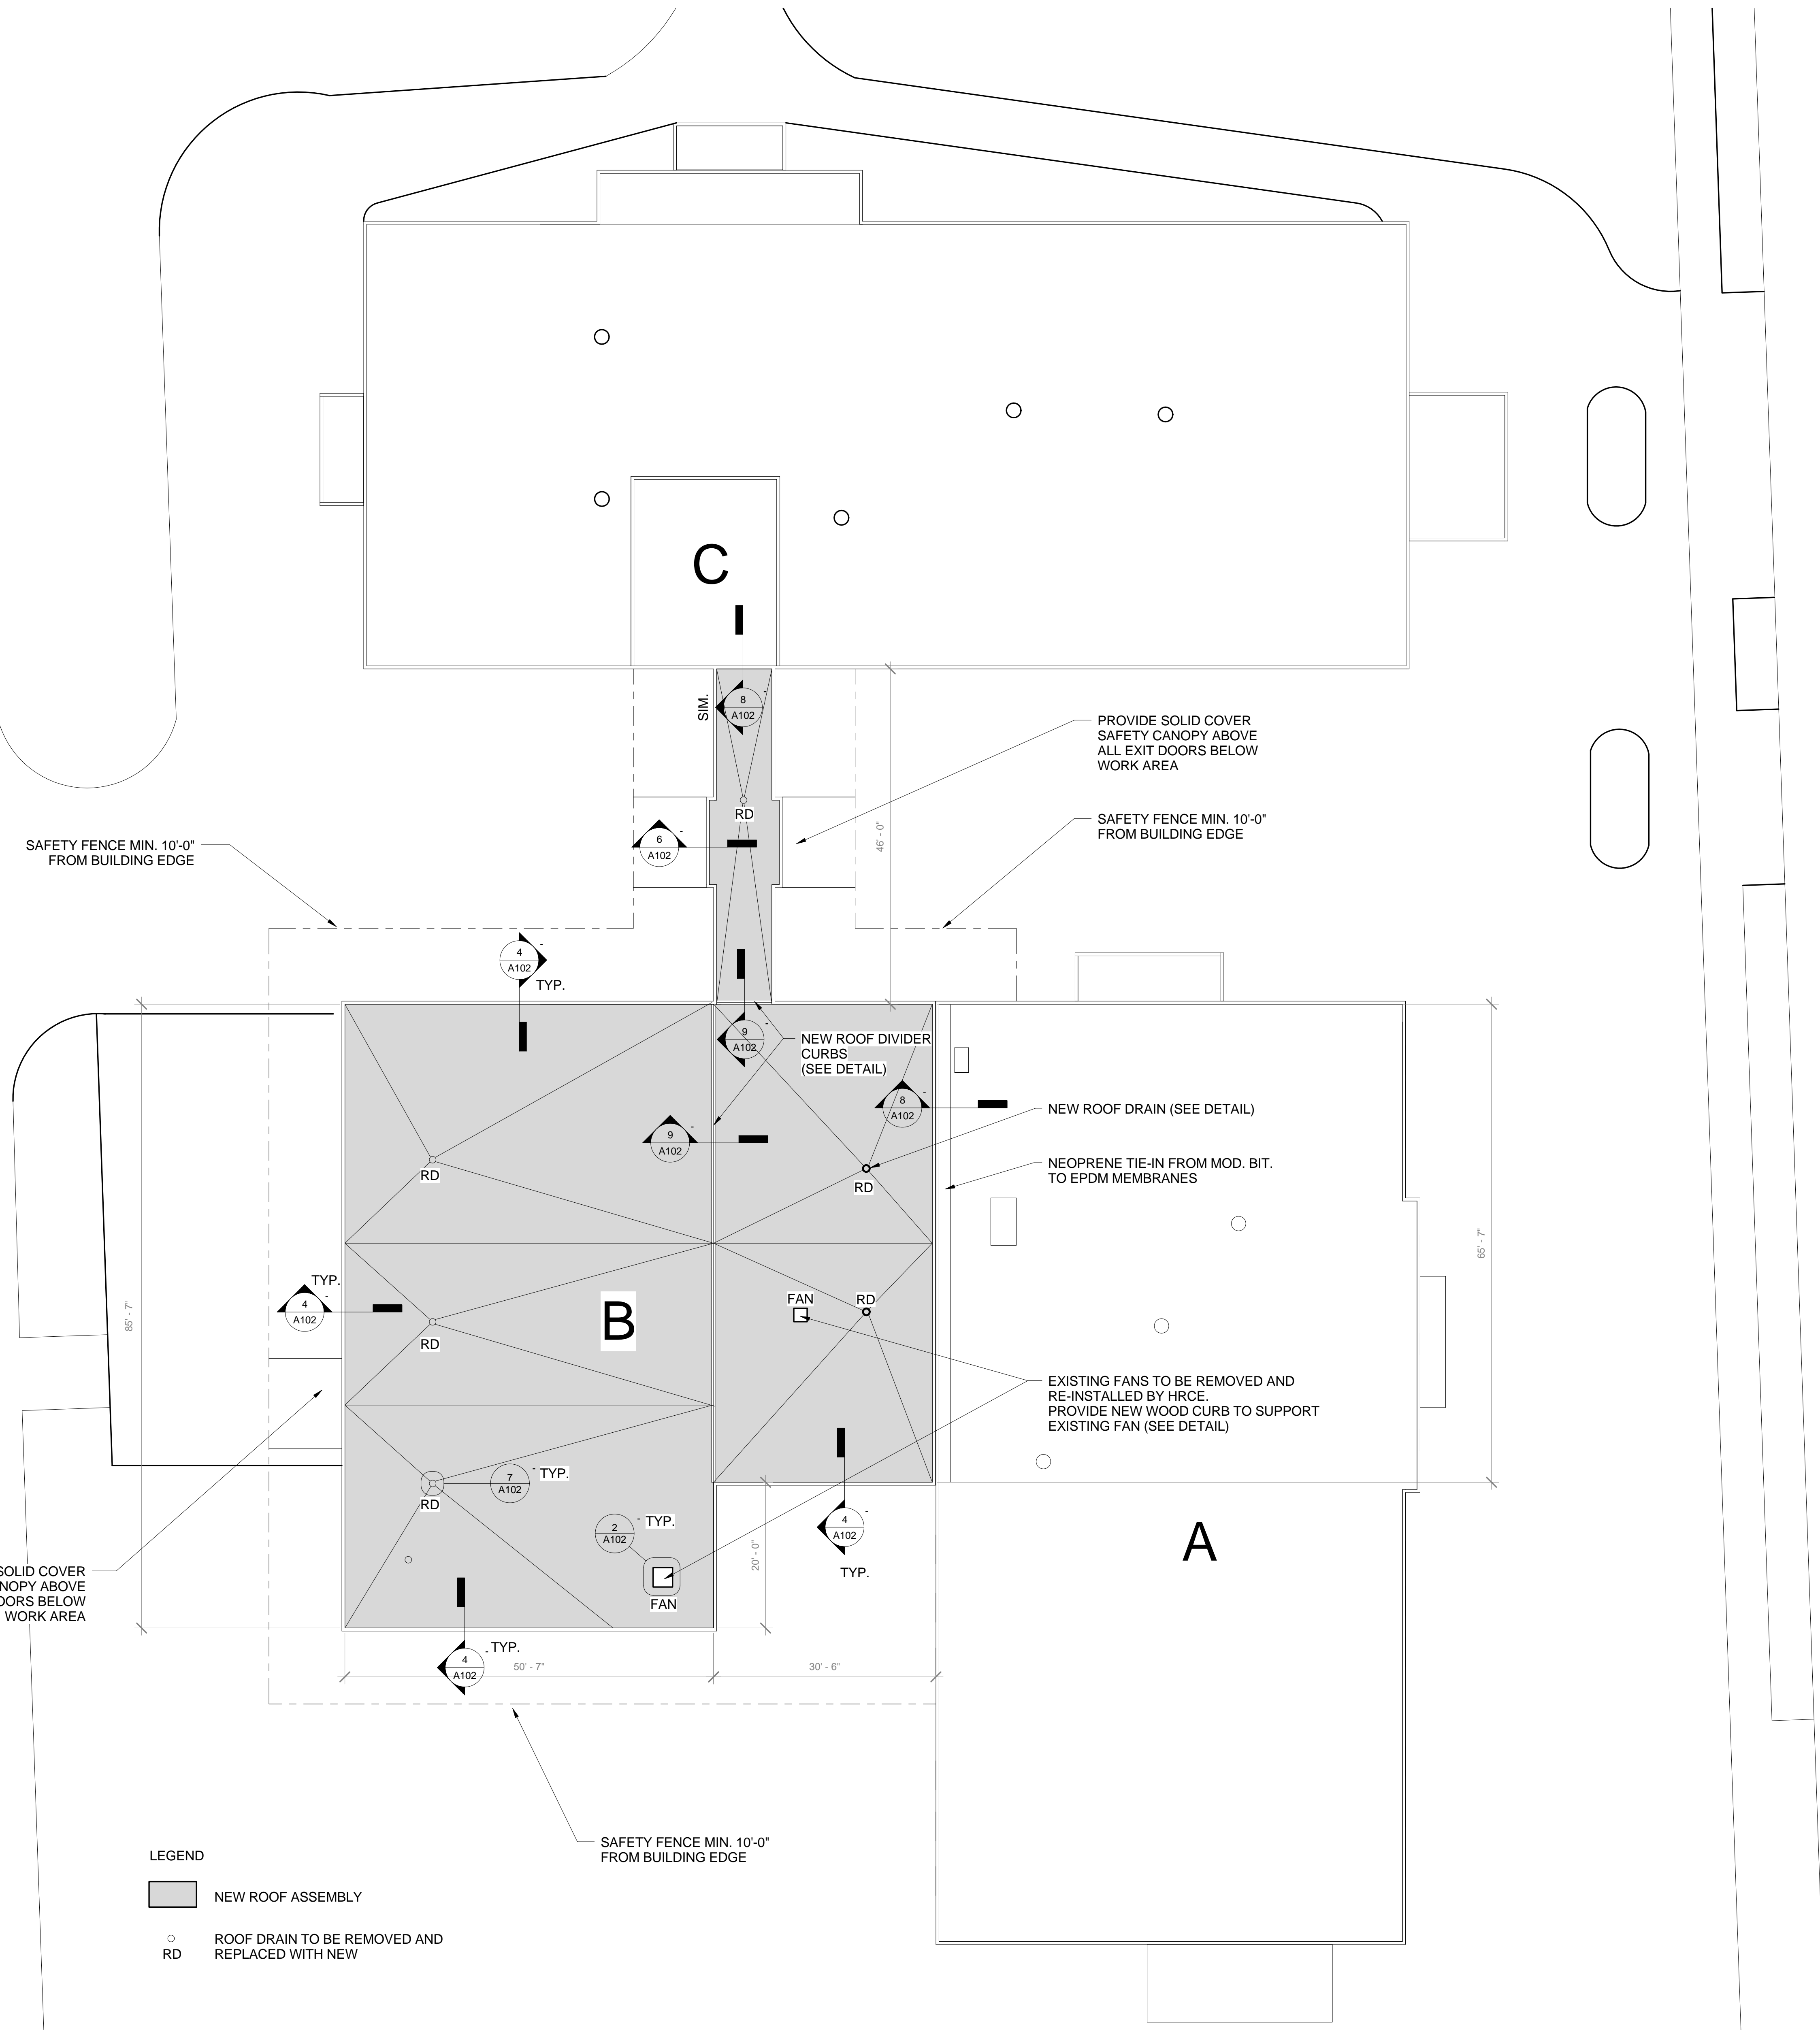 C
SIM.
8
A102
-
PROVIDE SOLID COVER
SAFETY CANOPY ABOVE
ALL EXIT DOORS BELOW
WORK AREA
RD
6
A102
-
46' - 0"
SAFETY FENCE MIN. 10'-0"
FROM BUILDING EDGE
SAFETY FENCE MIN. 10'-0"
FROM BUILDING EDGE
4
A102
-
TYP.
9
A102
-
NEW ROOF DIVIDER
CURBS
(SEE DETAIL)
8
A102
-
NEW ROOF DRAIN (SEE DETAIL)
9
A102
-
NEOPRENE TIE-IN FROM MOD. BIT.
TO EPDM MEMBRANES
RD
RD
65' - 7"
TYP.
4
A102
-
85' - 7"
B
FAN
RD
RD
EXISTING FANS TO BE REMOVED AND
RE-INSTALLED BY HRCE.
PROVIDE NEW WOOD CURB TO SUPPORT
EXISTING FAN (SEE DETAIL)
7
A102
- TYP.
RD
2
A102
- TYP.
4
A102
-
TYP.
20' - 0"
A
SOLID COVER
NOPY ABOVE
OORS BELOW
WORK AREA
FAN
4
A102
- TYP.
50' - 7"
30' - 6"
SAFETY FENCE MIN. 10'-0"
FROM BUILDING EDGE
LEGEND
NEW ROOF ASSEMBLY
RD
ROOF DRAIN TO BE REMOVED AND
REPLACED WITH NEW